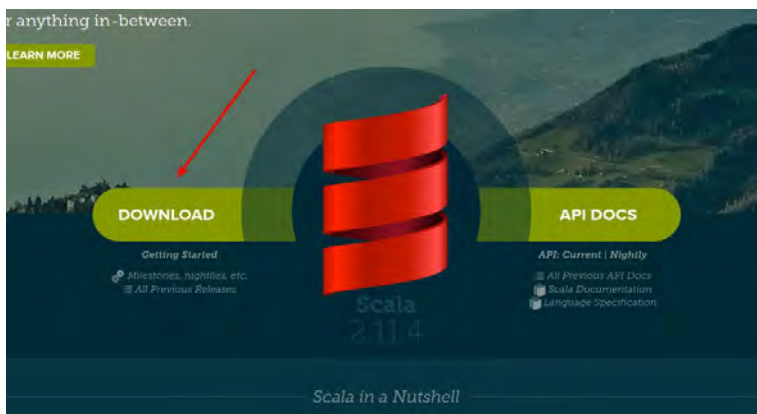 r anything in-between.
LEARN MORE
DOWNLOAD
API DOCS
Getting Started
API: Current | Nightly
Milestones, nightlies, etc.
All Previous Releases
All Previous API Docs
Scala Documentation
Language Specification
Scala
2.11.4
Scala in a Nutshell